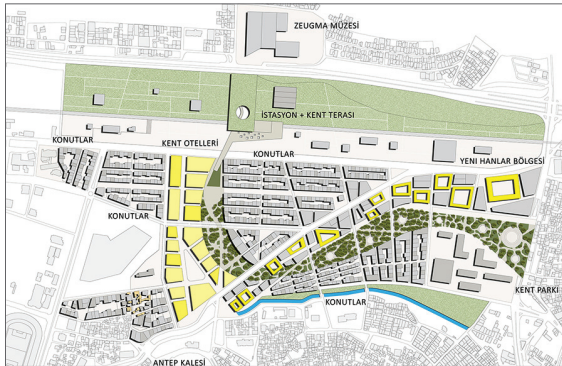 ZEUGMA MÜZESİ
İSTASYON + KENT TERASI
KONUTLAR
KENT OTELLERİ
KONUTLAR
YENİ HANLAR BÖLGESİ
KONUTLAR
KENT PARKI
KONUTLAR
ANTEP KALESİ